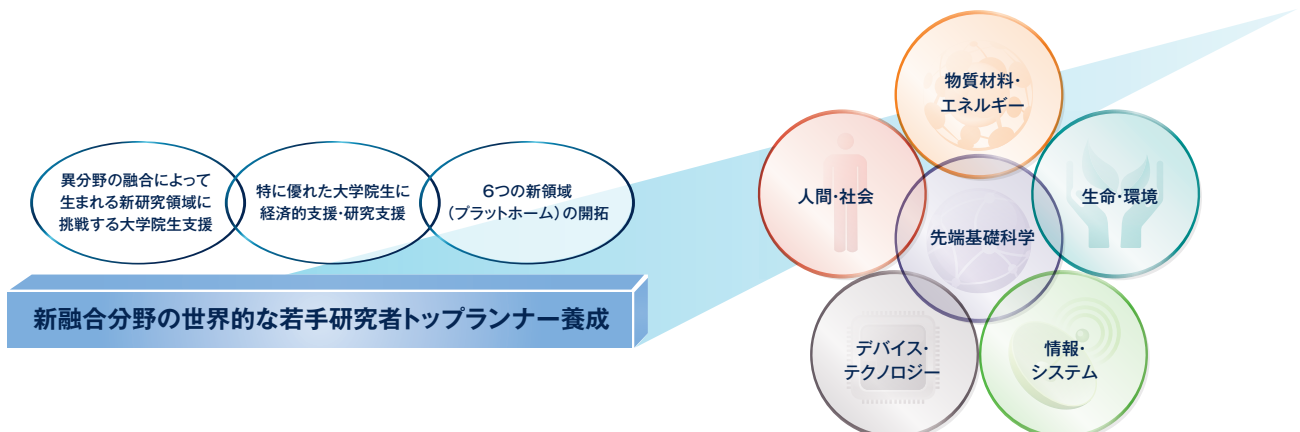 異分野の融合によって
生まれる新研究領域に
挑戦する大学院生支援
特に優れた大学院生に
経済的支援・研究支援
6つの新領域
(プラットホーム)の開拓
新融合分野の世界的な若手研究者トップランナー養成
物質材料・
エネルギー
人間・社会
生命・環境
先端基礎科学
デバイス・
テクノロジー
情報・
システム